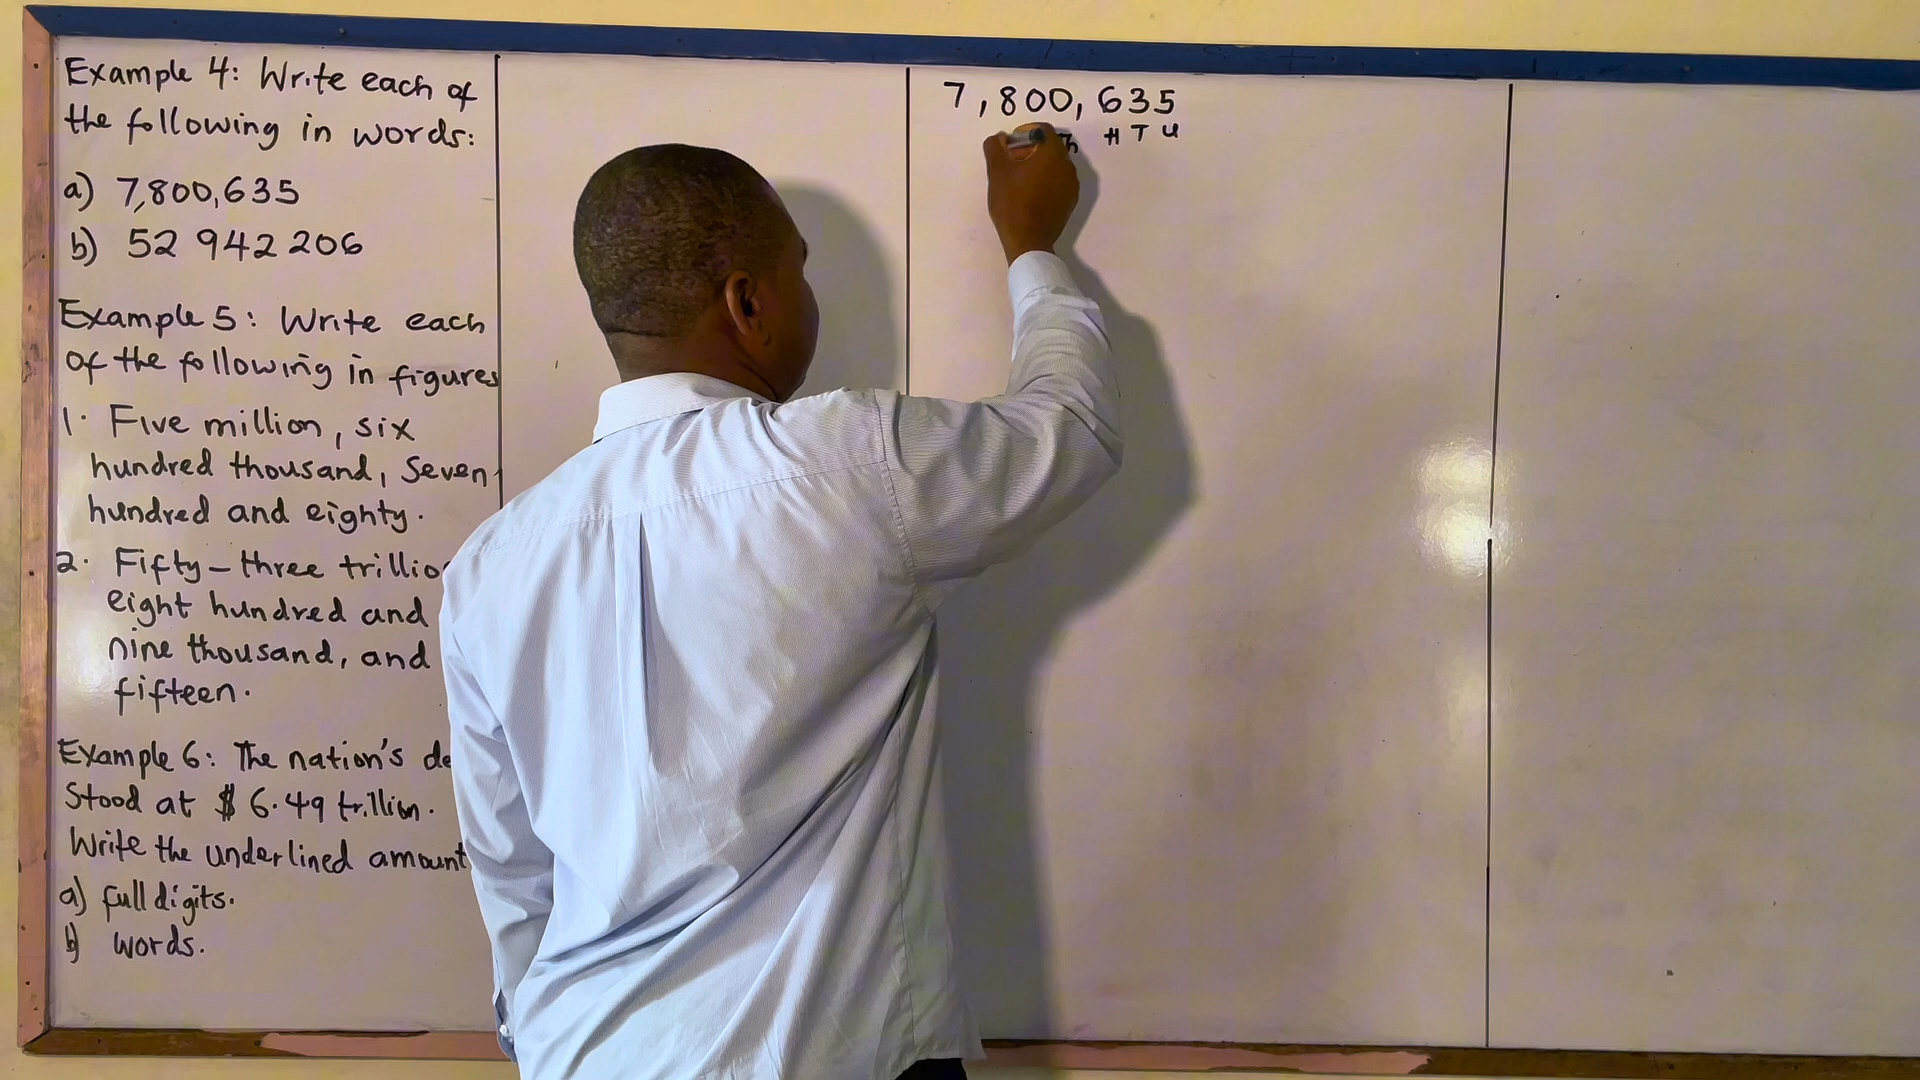 Example 4: Write each of
the following in words:
a) 7,800,635
b) 52 942 206
Example 5: Write each
of the following in figures
1. Five million, six
hundred thousand, seven
hundred and eighty.
2. Fifty-three
eight hundred and
nine thousand, and
fifteen.
Example 6: The nation's
stood at $ 6.49 trillion.
Write the underlined amount
a) full digits.
b) words.
7,800,635
H T U